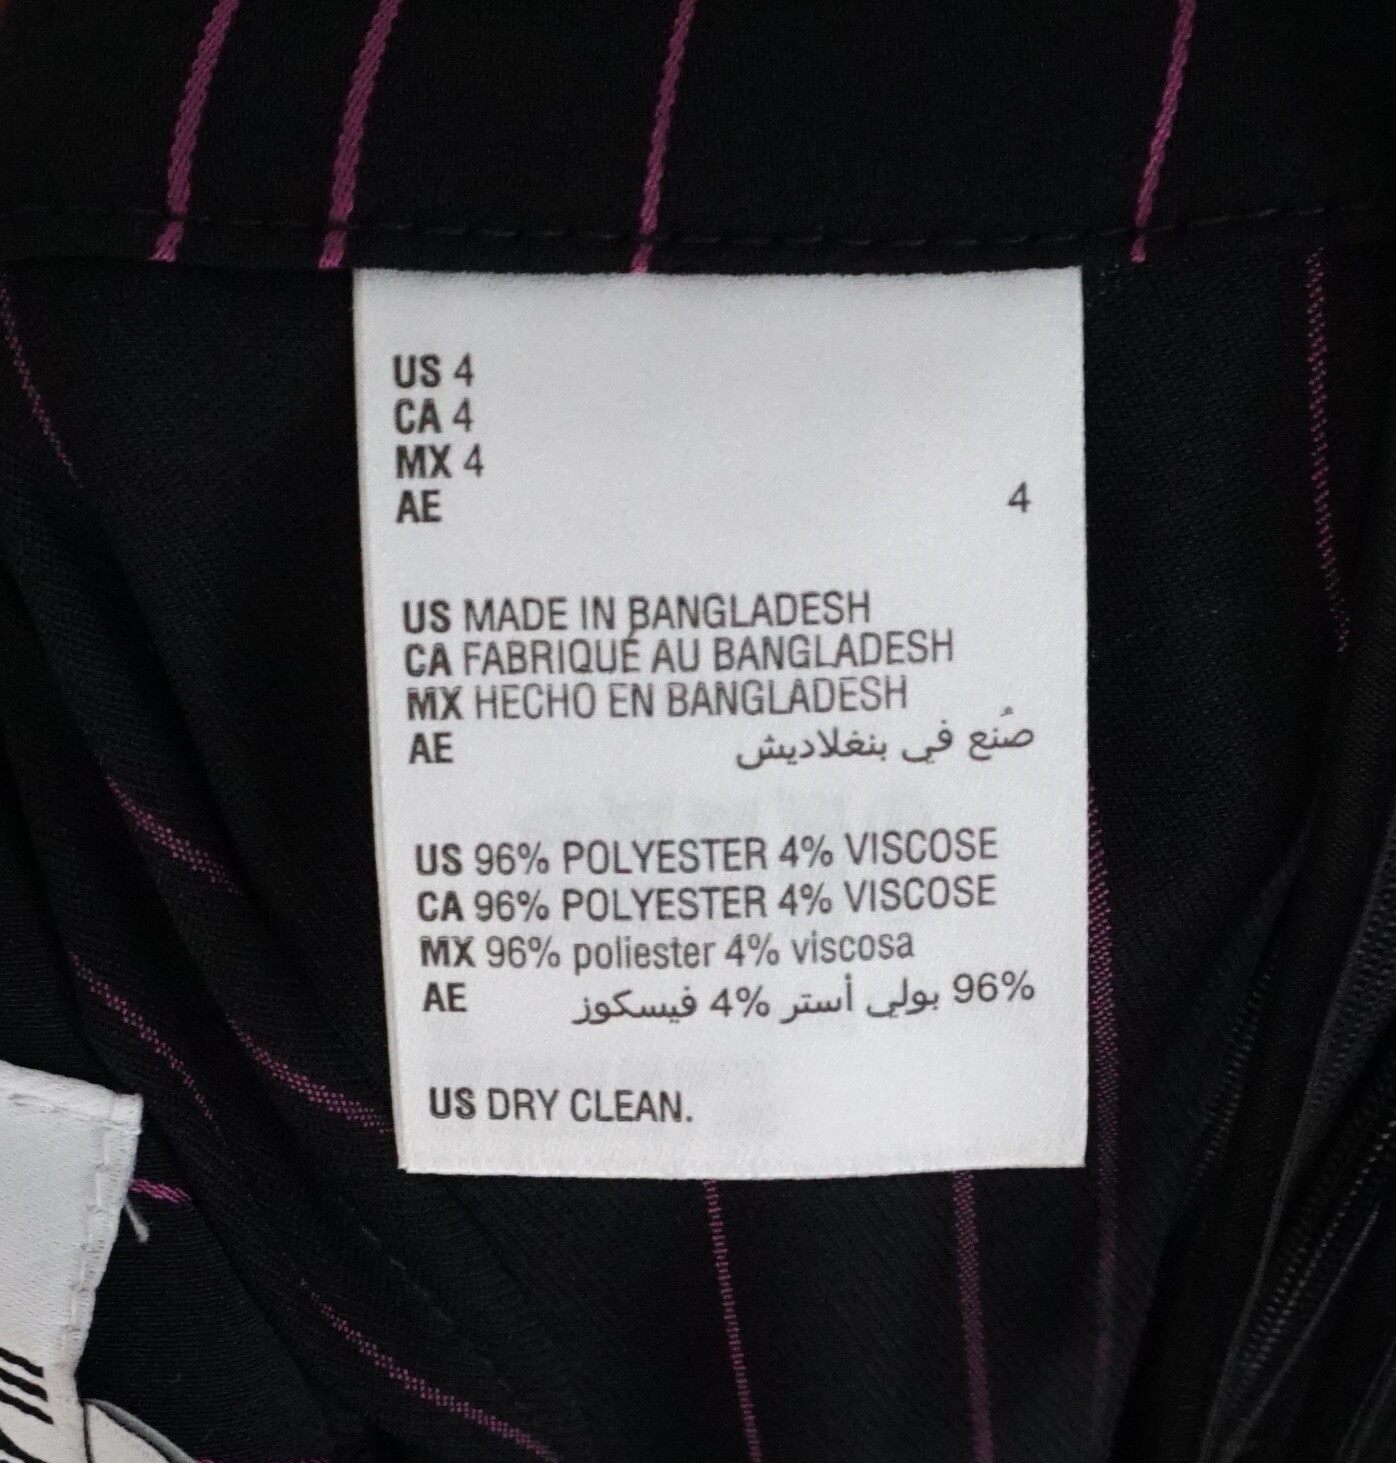 US 4
CA 4
MX 4
AE 4
US MADE IN BANGLADESH
CA FABRIQUÉ AU BANGLADESH
MX HECHO EN BANGLADESH
AE صُنع في بنغلاديش
US 96% POLYESTER 4% VISCOSE
CA 96% POLYESTER 4% VISCOSE
MX 96% poliester 4% viscosa
AE 96% بولي أستر 4% فيسكوز
US DRY CLEAN.